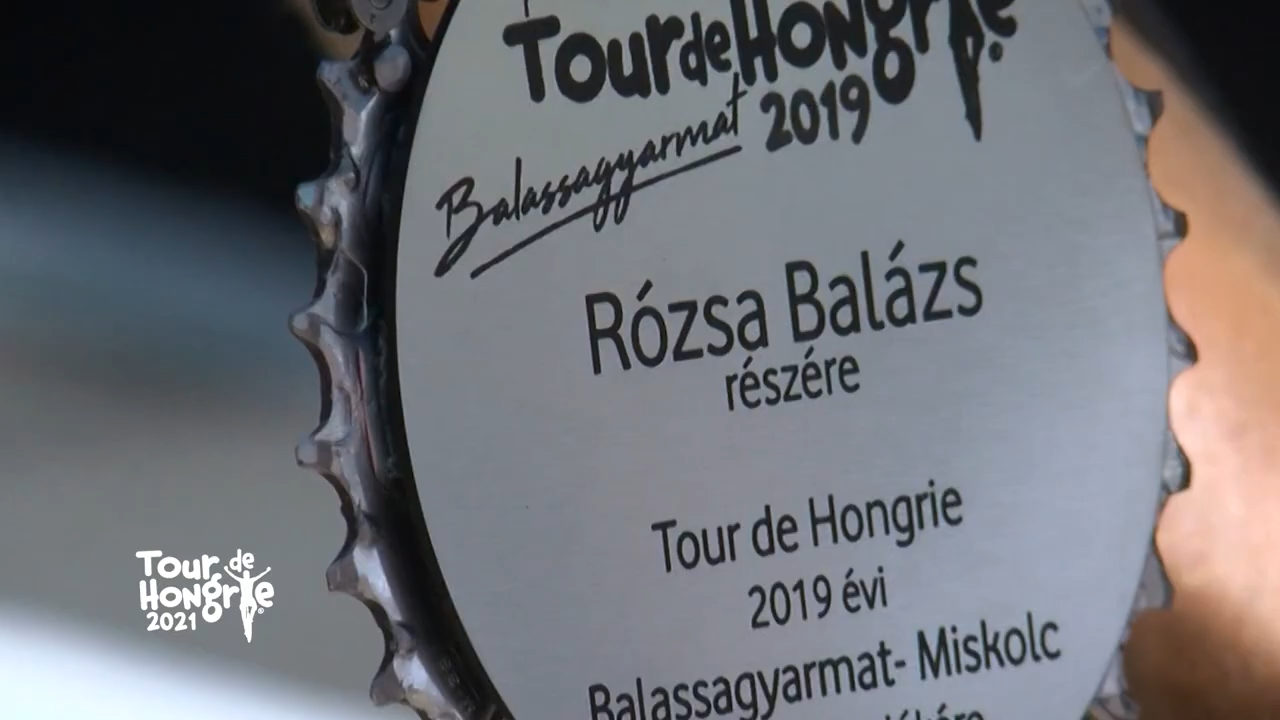 Tour de Hongrie
Balassagyarmat 2019
Rózsa Balázs
részére
Tour de Hongrie
2019 évi
Balassagyarmat- Miskolc
Tour de
Hongrie
2021